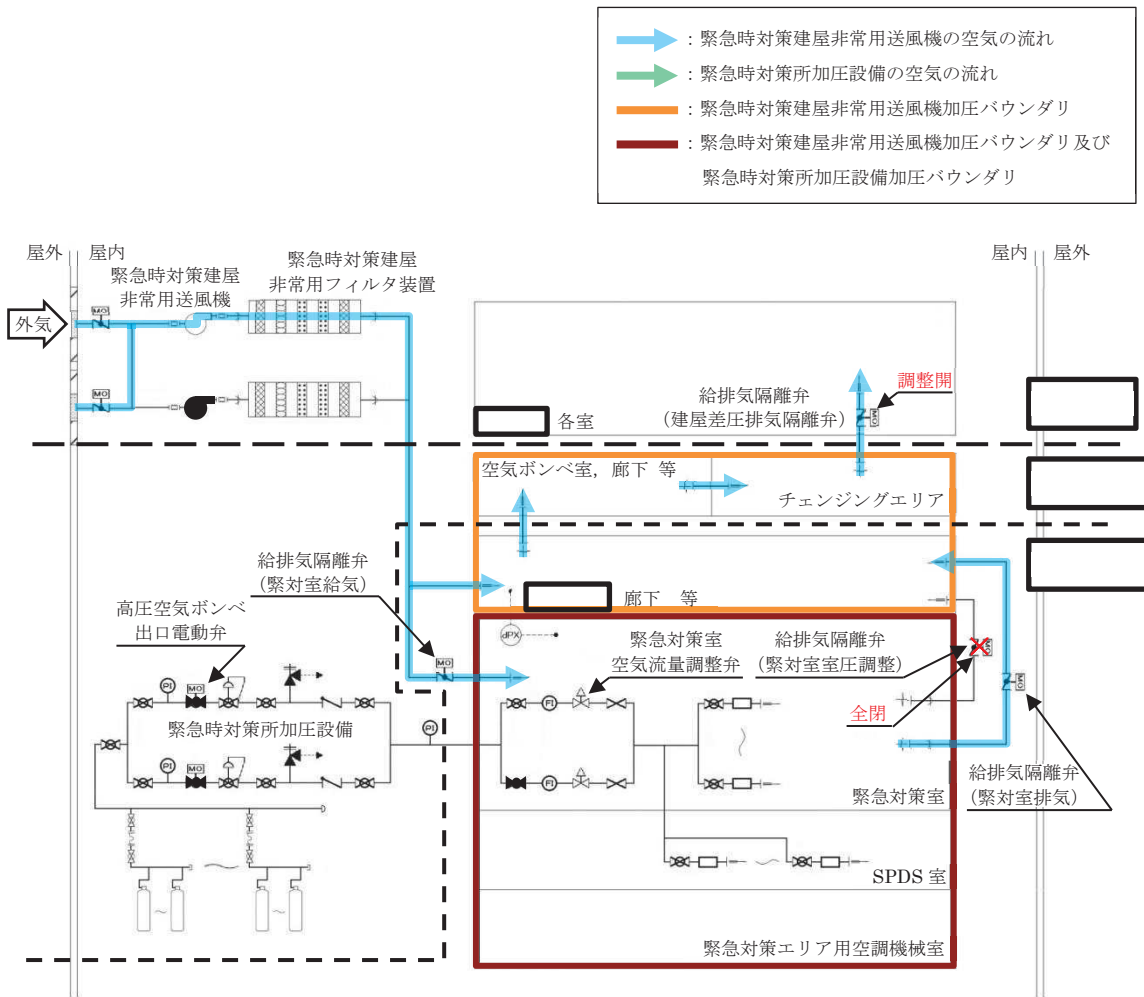 ：緊急時対策建屋非常用送風機の空気の流れ
：緊急時対策所加圧設備の空気の流れ
：緊急時対策建屋非常用送風機加圧バウンダリ
：緊急時対策建屋非常用送風機加圧バウンダリ及び
緊急時対策所加圧設備加圧バウンダリ
屋外 屋内
緊急時対策建屋
非常用送風機
緊急時対策建屋
非常用フィルタ装置
屋内 屋外
外気
MO
MO
給排気隔離弁
（建屋差圧排気隔離弁）
調整開
MO
各室
空気ボンベ室，廊下 等
チェンジングエリア
給排気隔離弁
（緊対室給気）
廊下 等
高圧空気ボンベ
出口電動弁
dPX
緊急対策室
空気流量調整弁
給排気隔離弁
（緊対室室圧調整）
MO
全閉
MO
MO
PI
MO
FI
緊急時対策所加圧設備
PI
PI
MO
FI
給排気隔離弁
（緊対室排気）
緊急対策室
SPDS 室
緊急対策エリア用空調機械室